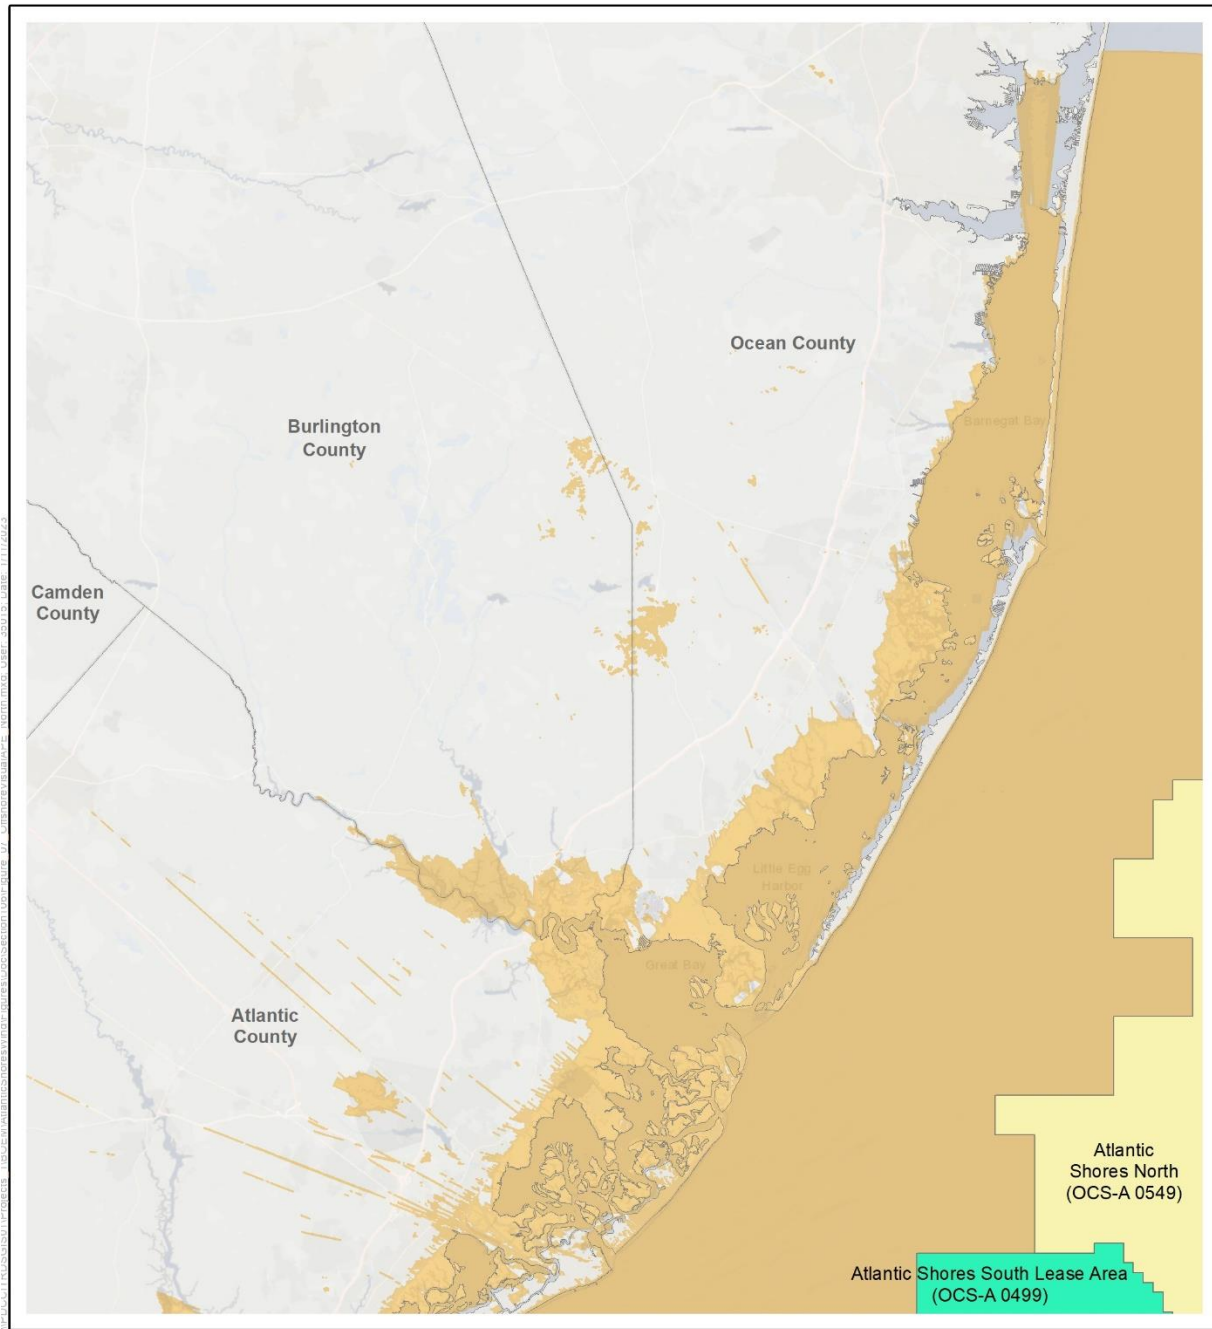 Ocean County
Barnegat Bay
Burlington
County
Camden
County
Little Egg
Harbor
Great Bay
Atlantic
County
Atlantic
Shores North
(OCS-A 0549)
Atlantic Shores South Lease Area
(OCS-A 0499)